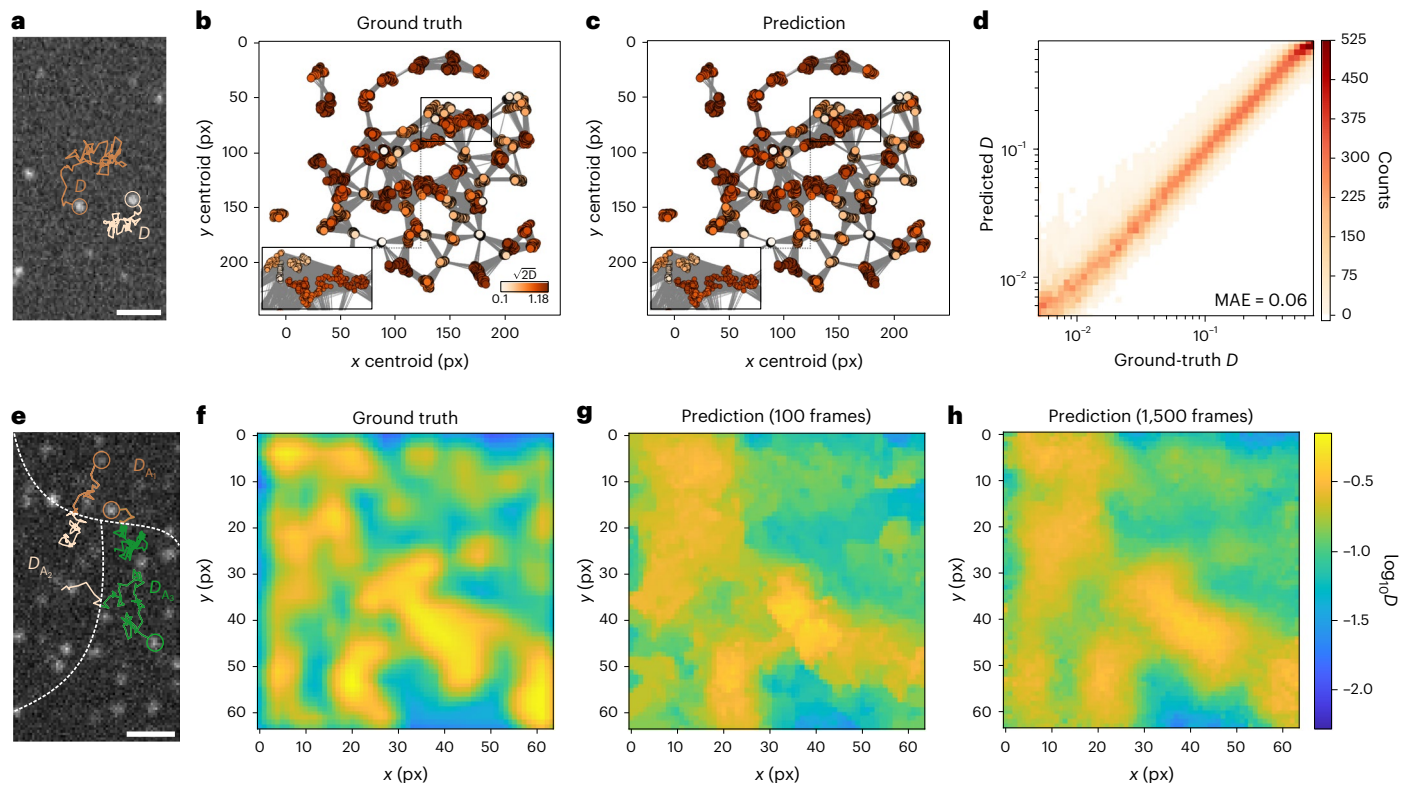 a
D
D
b
Ground truth
0
50
100
150
200
y centroid (px)
√2D
0.1 1.18
0 50 100 150 200
x centroid (px)
c
Prediction
0
50
100
150
200
y centroid (px)
0 50 100 150 200
x centroid (px)
d
Predicted D
10⁻¹
10⁻²
MAE = 0.06
10⁻² 10⁻¹
Ground-truth D
525
450
375
300
225
150
75
0
Counts
e
D_A₁
D_A₂
D_A₃
f
Ground truth
0
10
20
30
40
50
60
y (px)
0 10 20 30 40 50 60
x (px)
g
Prediction (100 frames)
0
10
20
30
40
50
60
y (px)
0 10 20 30 40 50 60
x (px)
h
Prediction (1,500 frames)
0
10
20
30
40
50
60
y (px)
0 10 20 30 40 50 60
x (px)
−0.5
−1.0
−1.5
−2.0
log₁₀D